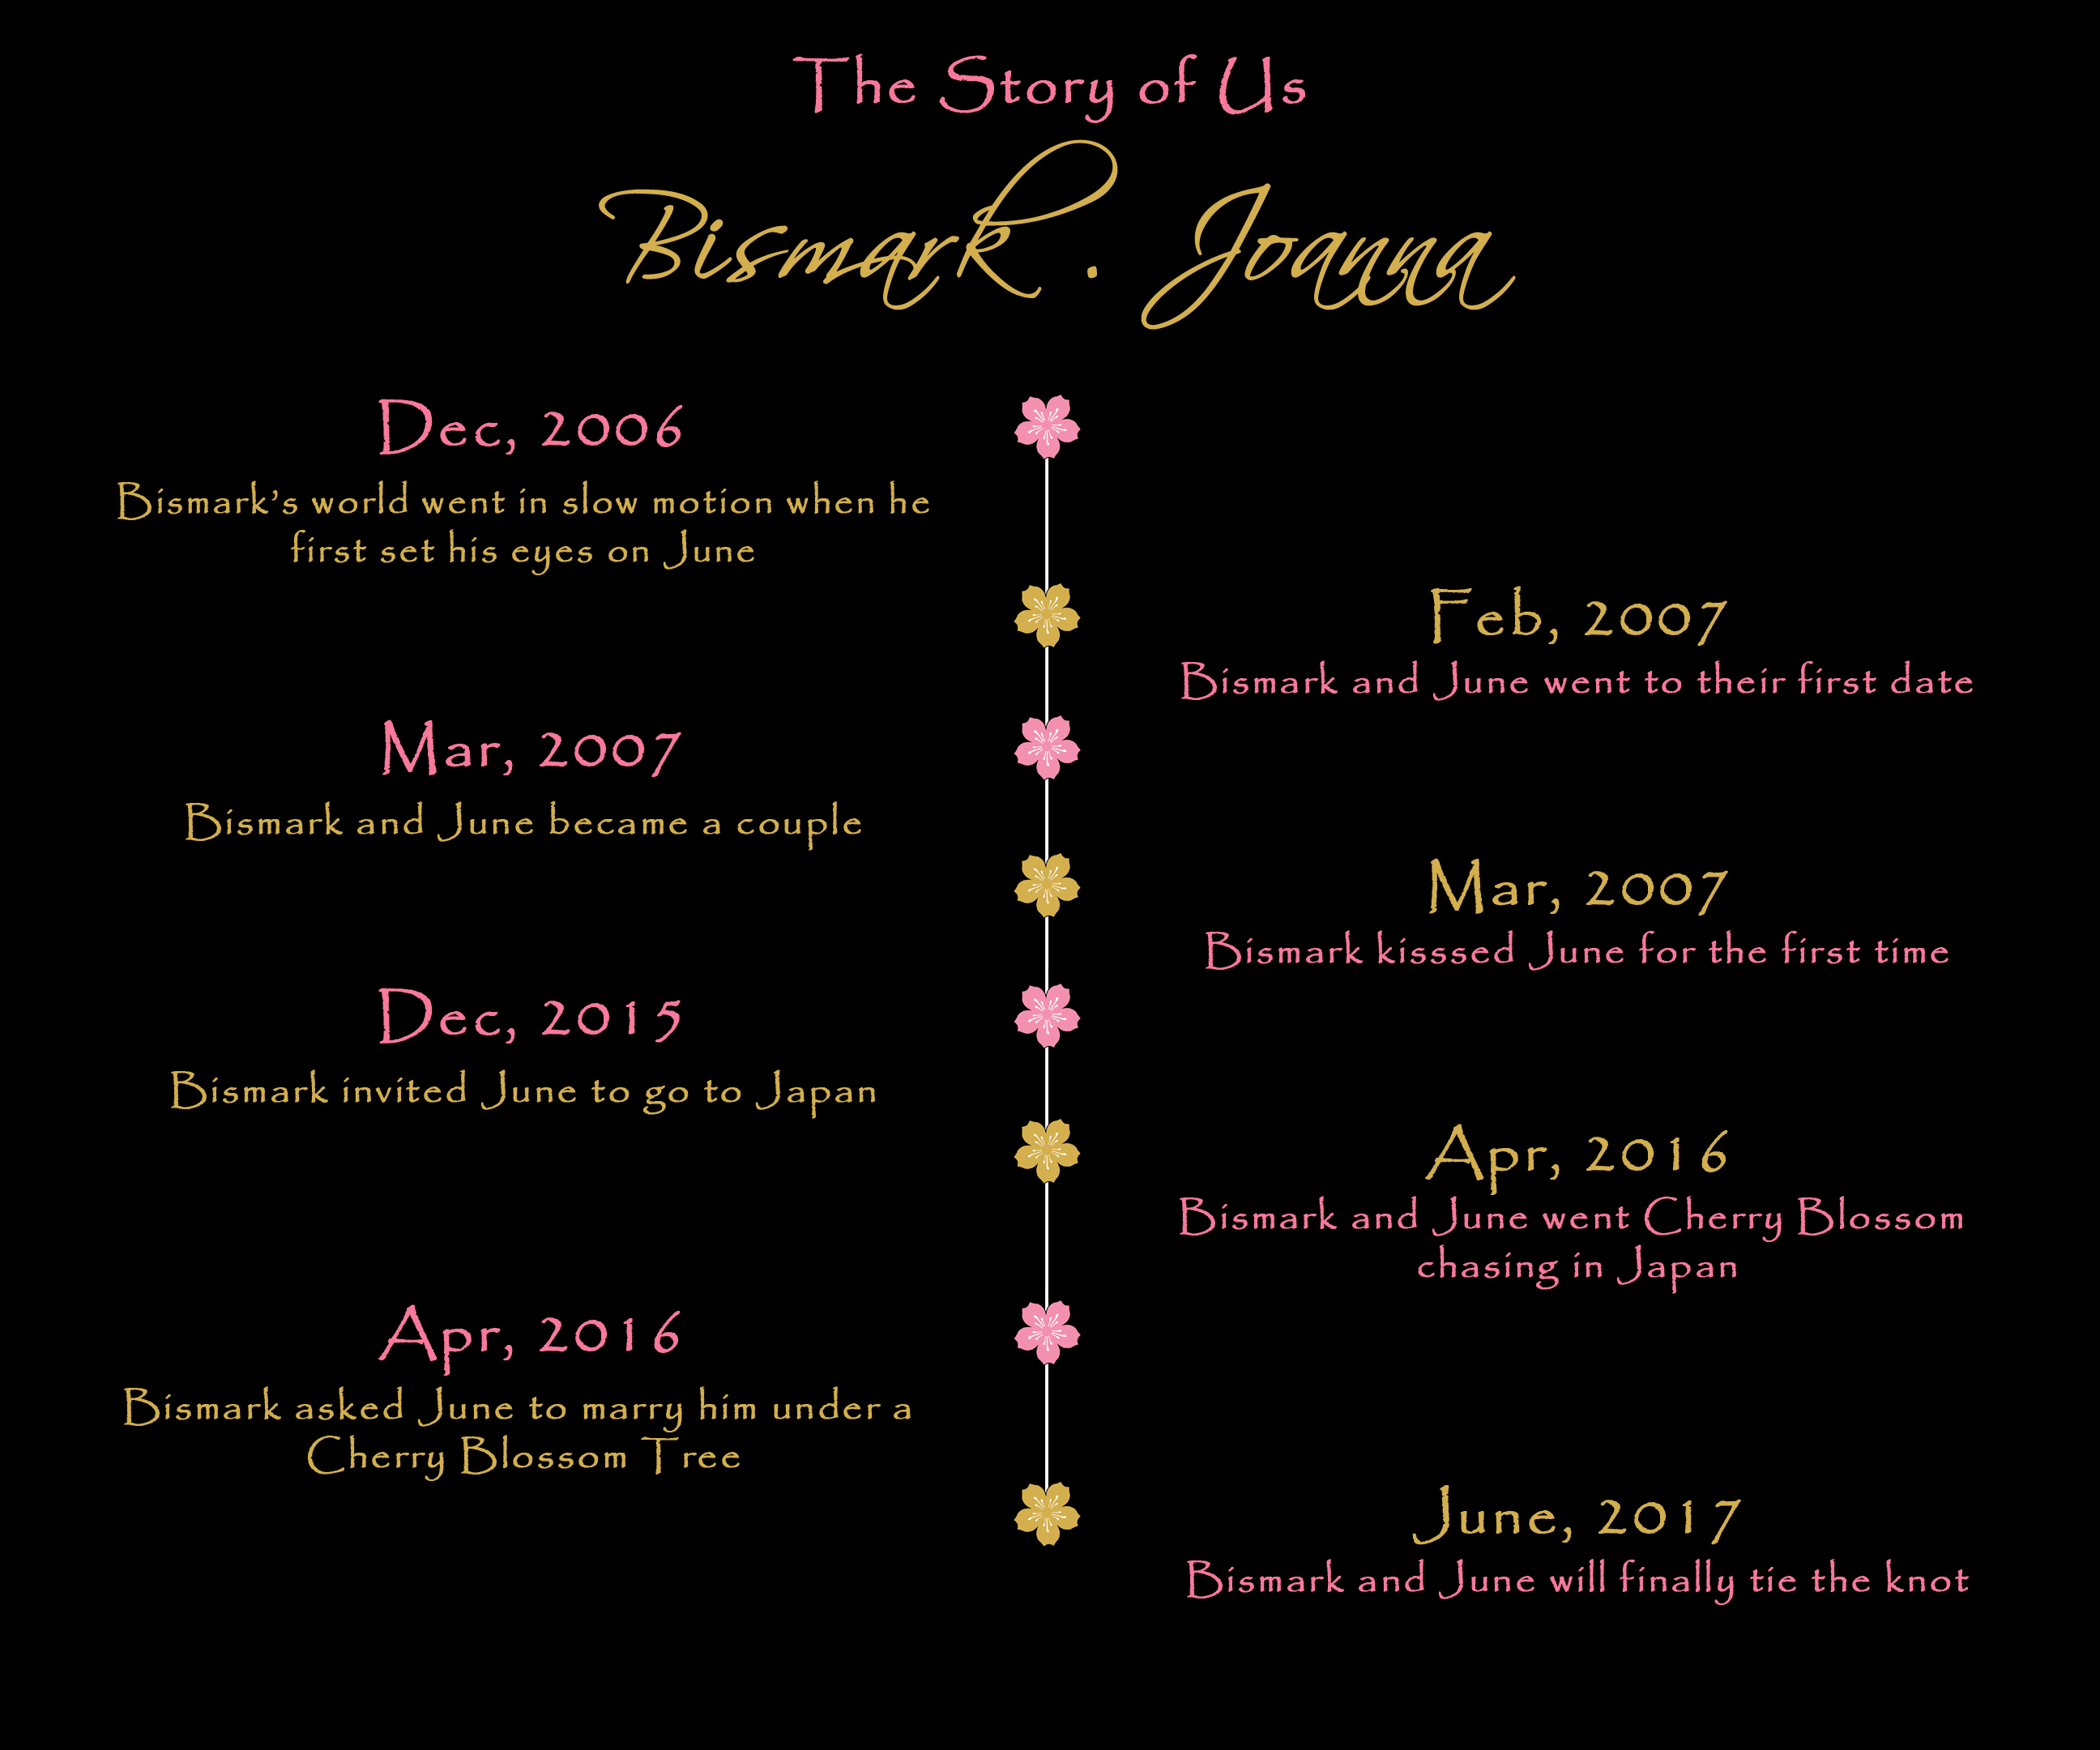 The Story of Us
Bismark . Joanna
Dec, 2006
Bismark’s world went in slow motion when he
first set his eyes on June
Feb, 2007
Bismark and June went to their first date
Mar, 2007
Bismark and June became a couple
Mar, 2007
Bismark kisssed June for the first time
Dec, 2015
Bismark invited June to go to Japan
Apr, 2016
Bismark and June went Cherry Blossom
chasing in Japan
Apr, 2016
Bismark asked June to marry him under a
Cherry Blossom Tree
June, 2017
Bismark and June will finally tie the knot